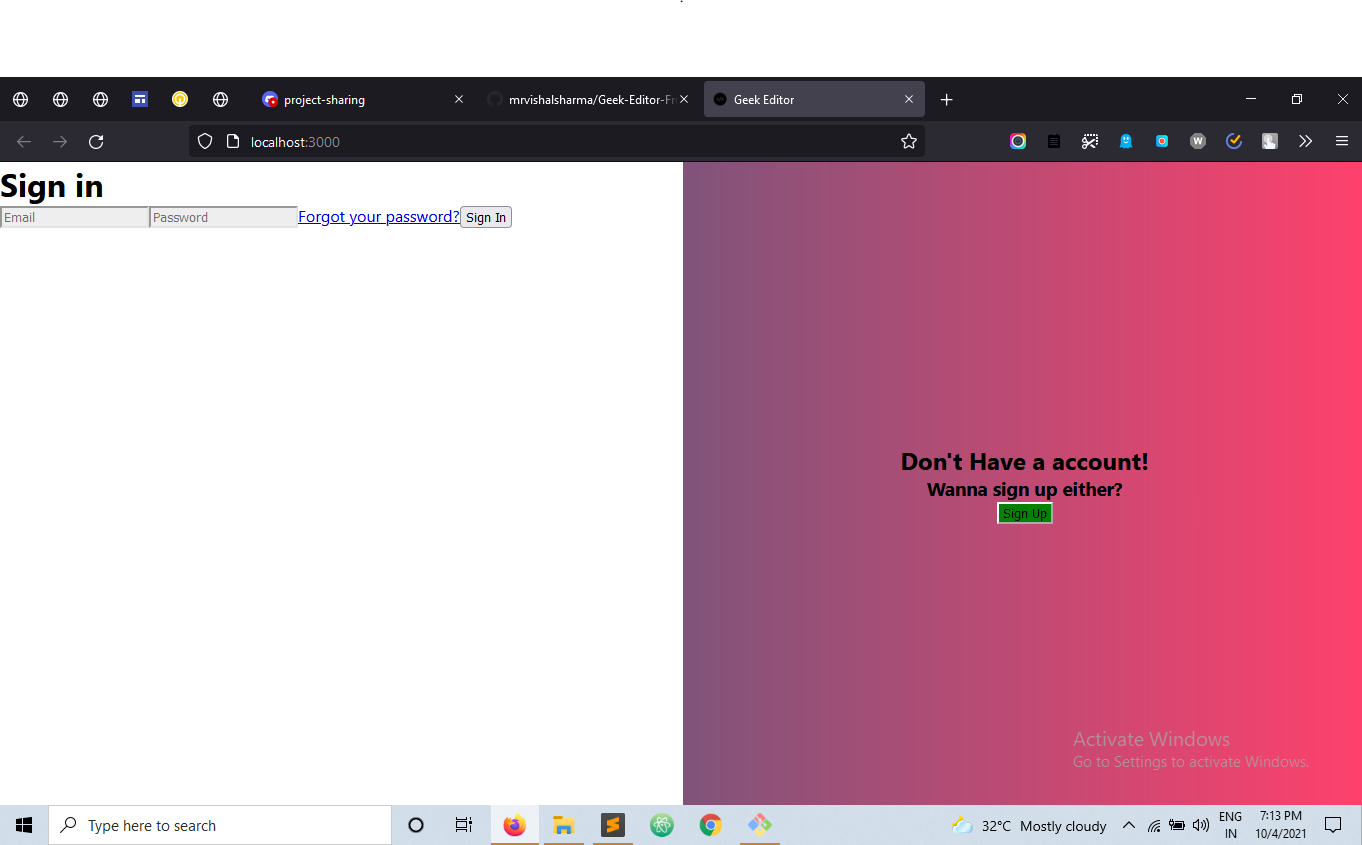 project-sharing
mrvishalsharma/Geek-Editor-Fr
Geek Editor
localhost:3000
W
Sign in
Email
Password
Forgot your password?
Sign In
Don't Have a account!
Wanna sign up either?
Sign Up
Activate Windows
Go to Settings to activate Windows.
Type here to search
32°C Mostly cloudy
ENG
IN
7:13 PM
10/4/2021